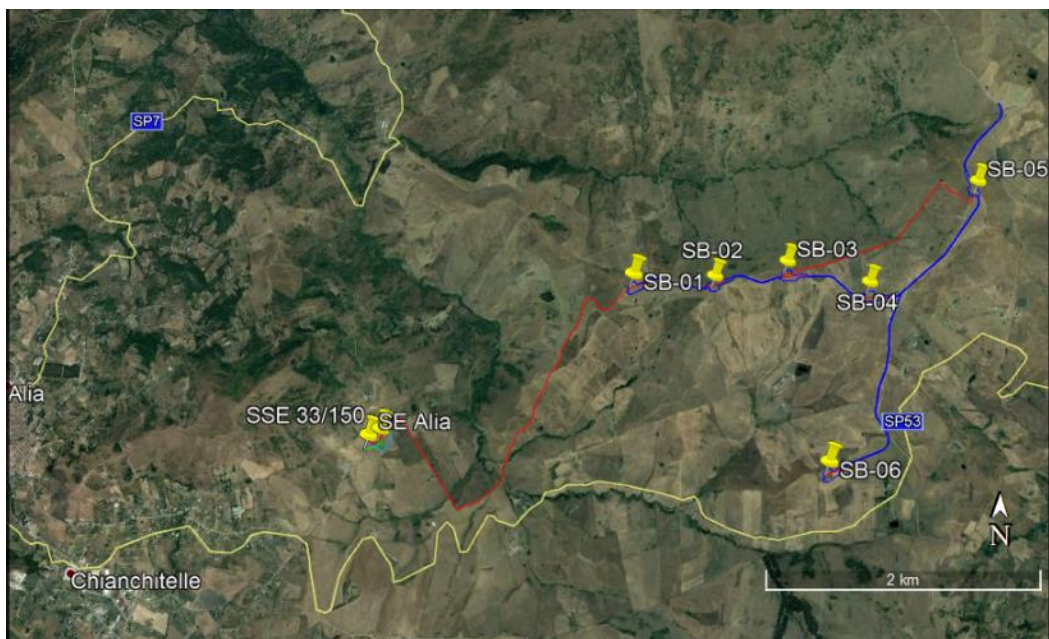 SP7
SB-05
SB-02
SB-03
SB-01
SB-04
Alia
SSE 33/150
SE Alia
SP53
SB-06
N
Chianchitelle
2 km